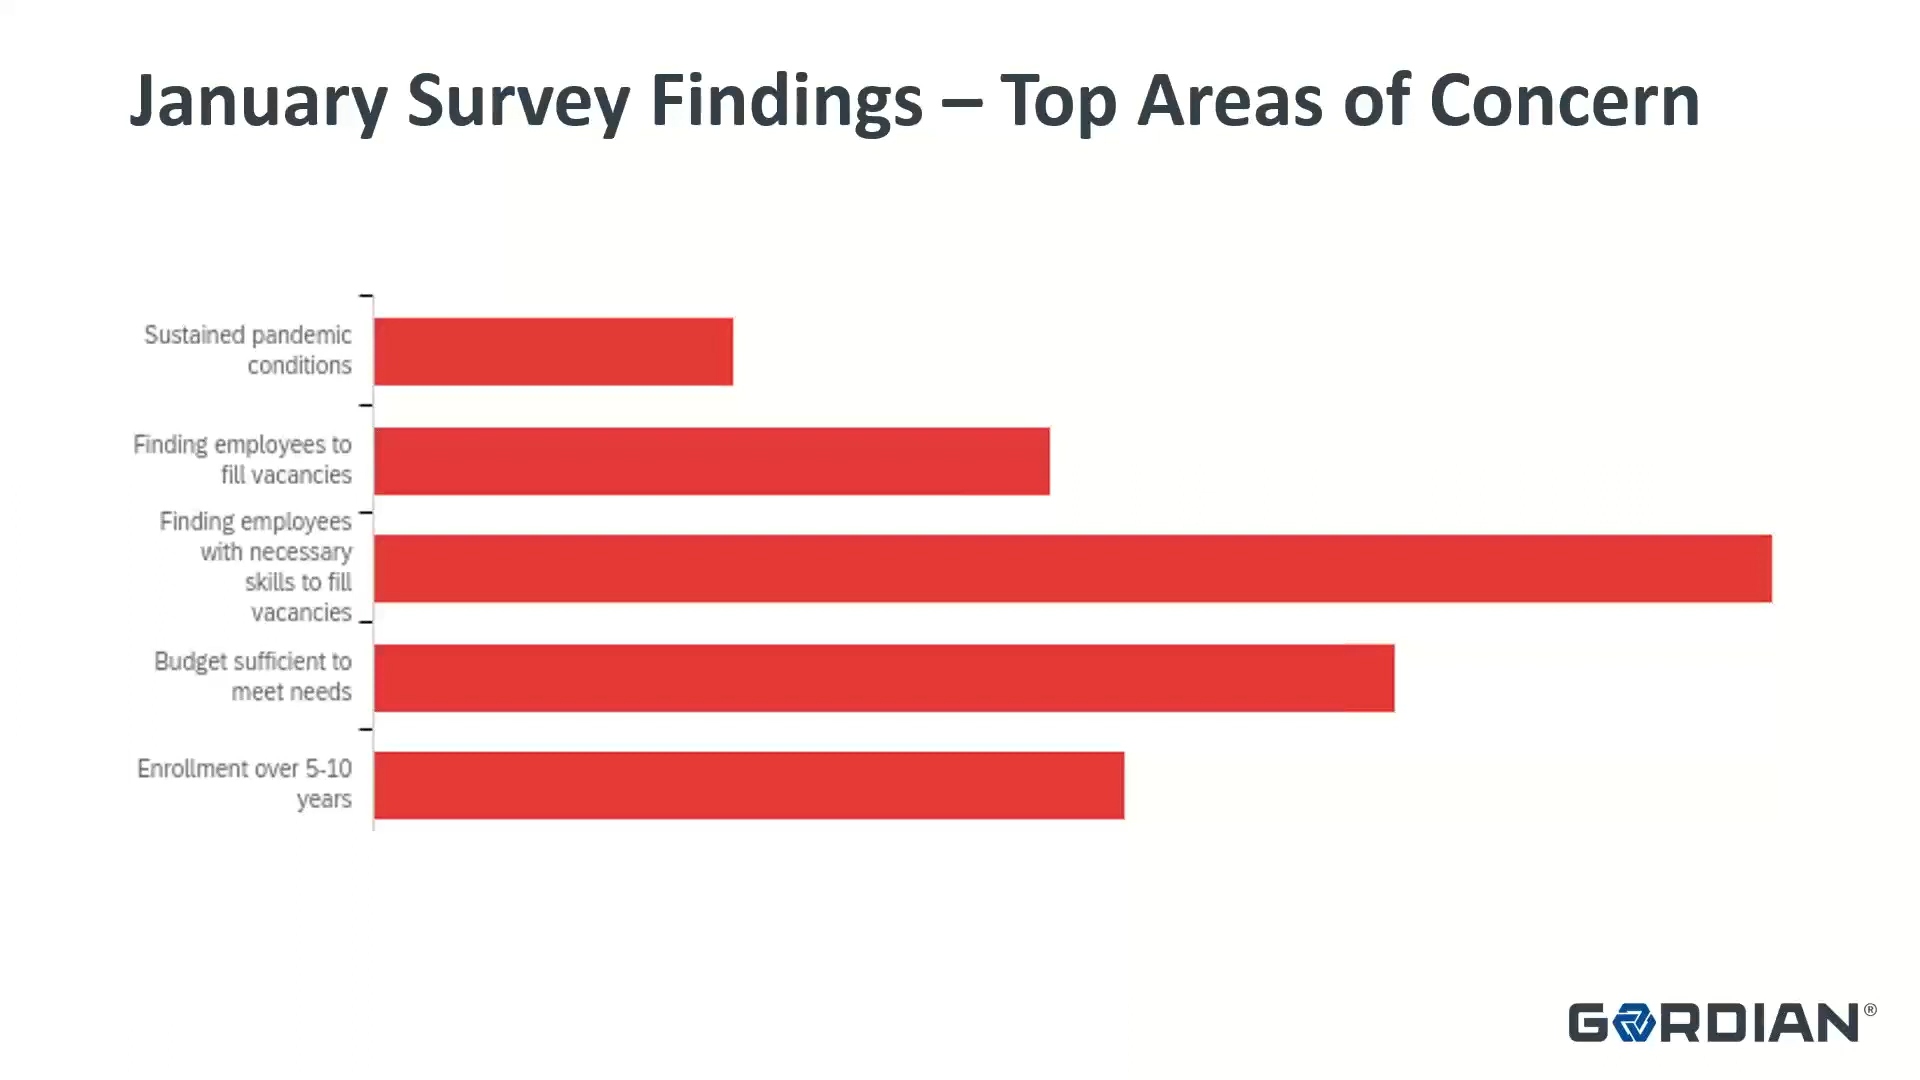 January Survey Findings – Top Areas of Concern
Sustained pandemic
conditions
Finding employees to
fill vacancies
Finding employees
with necessary
skills to fill
vacancies
Budget sufficient to
meet needs
Enrollment over 5-10
years
GORDIAN®